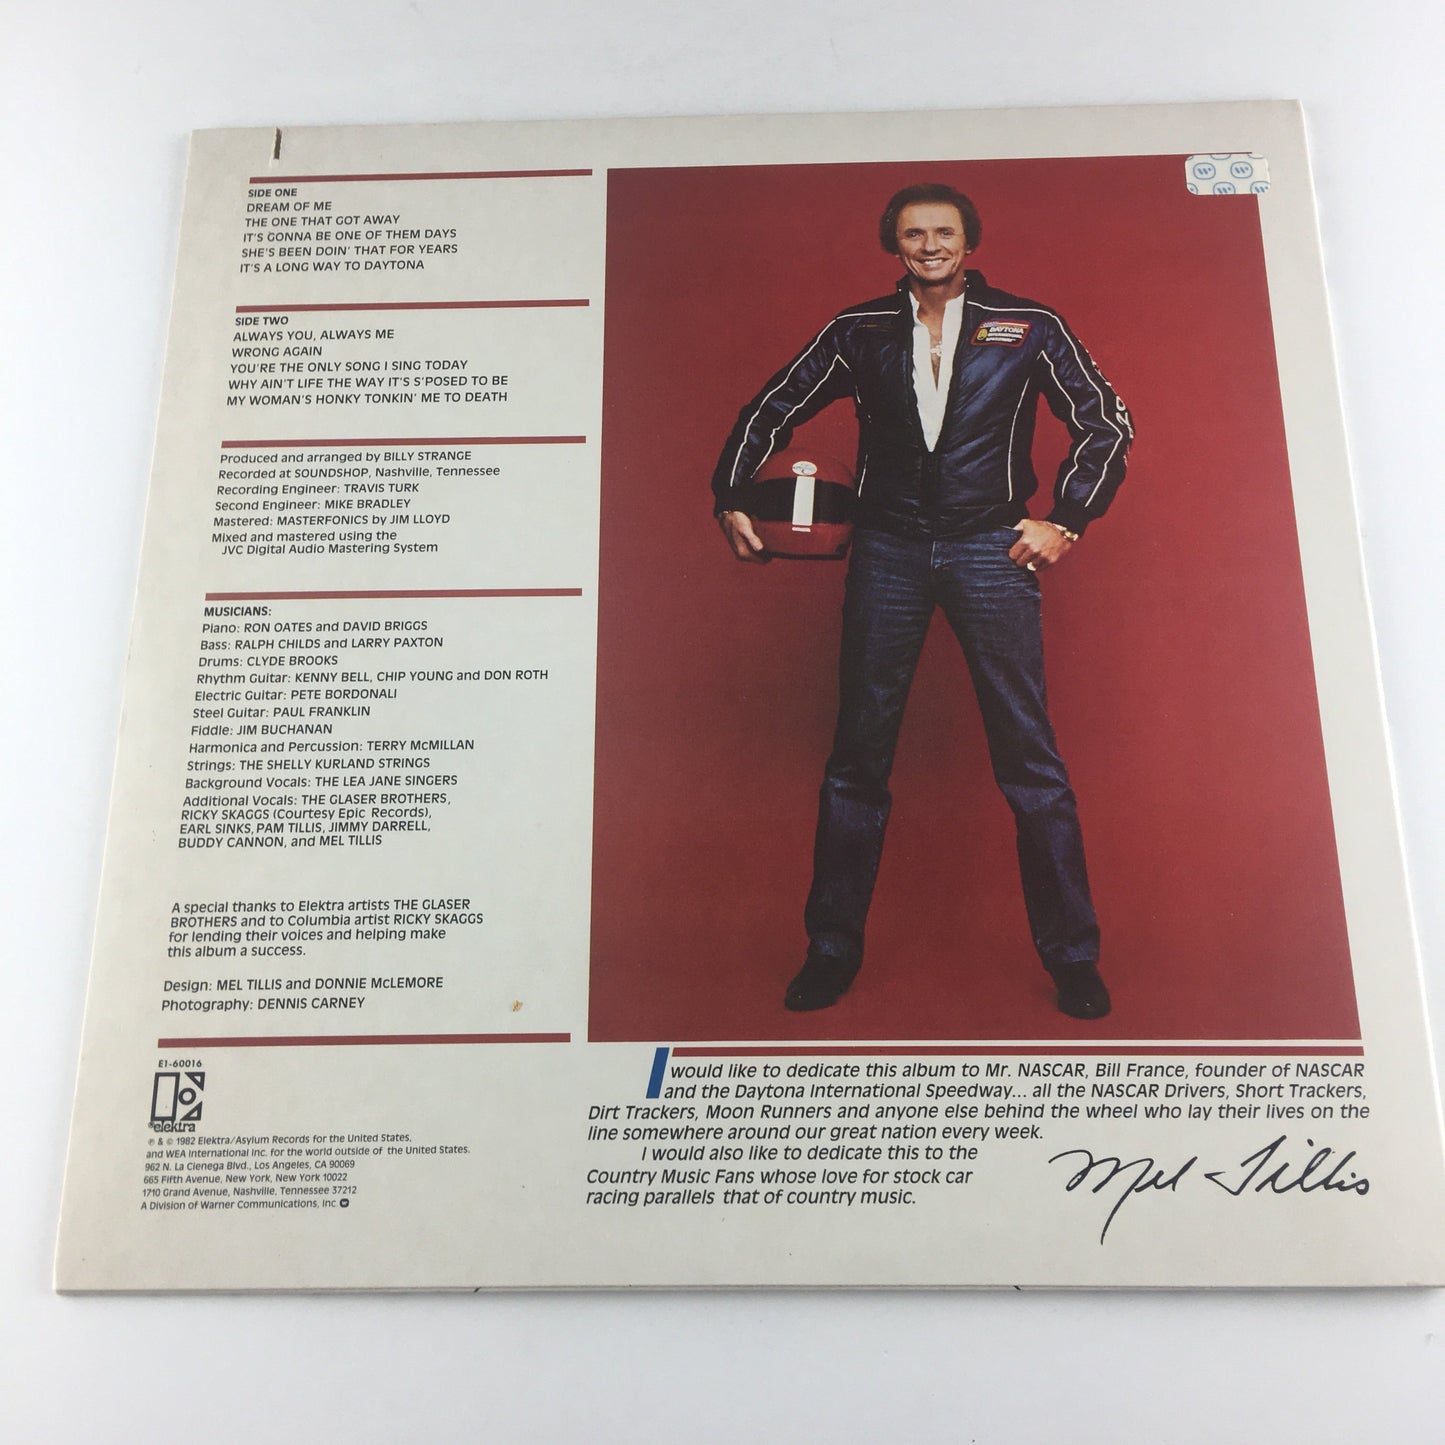 SIDE ONE
DREAM OF ME
THE ONE THAT GOT AWAY
IT'S GONNA BE ONE OF THEM DAYS
SHE'S BEEN DOIN' THAT FOR YEARS
IT'S A LONG WAY TO DAYTONA
SIDE TWO
ALWAYS YOU, ALWAYS ME
WRONG AGAIN
YOU'RE THE ONLY SONG I SING TODAY
WHY AIN'T LIFE THE WAY IT'S S'POSED TO BE
MY WOMAN'S HONKY TONKIN' ME TO DEATH
Produced and arranged by BILLY STRANGE
Recorded at SOUNDSHOP, Nashville, Tennessee
Recording Engineer: TRAVIS TURK
Second Engineer: MIKE BRADLEY
Mastered: MASTERFONICS by JIM LLOYD
Mixed and mastered using the
JVC Digital Audio Mastering System
MUSICIANS:
Piano: RON OATES and DAVID BRIGGS
Bass: RALPH CHILDS and LARRY PAXTON
Drums: CLYDE BROOKS
Rhythm Guitar: KENNY BELL, CHIP YOUNG and DON ROTH
Electric Guitar: PETE BORDONALI
Steel Guitar: PAUL FRANKLIN
Fiddle: JIM BUCHANAN
Harmonica and Percussion: TERRY McMILLAN
Strings: THE SHELLY KURLAND STRINGS
Background Vocals: THE LEA JANE SINGERS
Additional Vocals: THE GLASER BROTHERS,
RICKY SKAGGS (Courtesy Epic Records),
EARL SINKS, PAM TILLIS, JIMMY DARRELL,
BUDDY CANNON, and MEL TILLIS
A special thanks to Elektra artists THE GLASER
BROTHERS and to Columbia artist RICKY SKAGGS
for lending their voices and helping make
this album a success.
Design: MEL TILLIS and DONNIE McLEMORE
Photography: DENNIS CARNEY
E1-60016
®elektra
℗ & © 1982 Elektra/Asylum Records for the United States,
and WEA International Inc. for the world outside of the United States.
962 N. La Cienega Blvd., Los Angeles, CA 90069
665 Fifth Avenue, New York, New York 10022
1710 Grand Avenue, Nashville, Tennessee 37212
A Division of Warner Communications, Inc.
DAYTONA
INTERNATIONAL
SPEEDWAY
I would like to dedicate this album to Mr. NASCAR, Bill France, founder of NASCAR
and the Daytona International Speedway... all the NASCAR Drivers, Short Trackers,
Dirt Trackers, Moon Runners and anyone else behind the wheel who lay their lives on the
line somewhere around our great nation every week.
I would also like to dedicate this to the
Country Music Fans whose love for stock car
racing parallels that of country music.
Mel Tillis